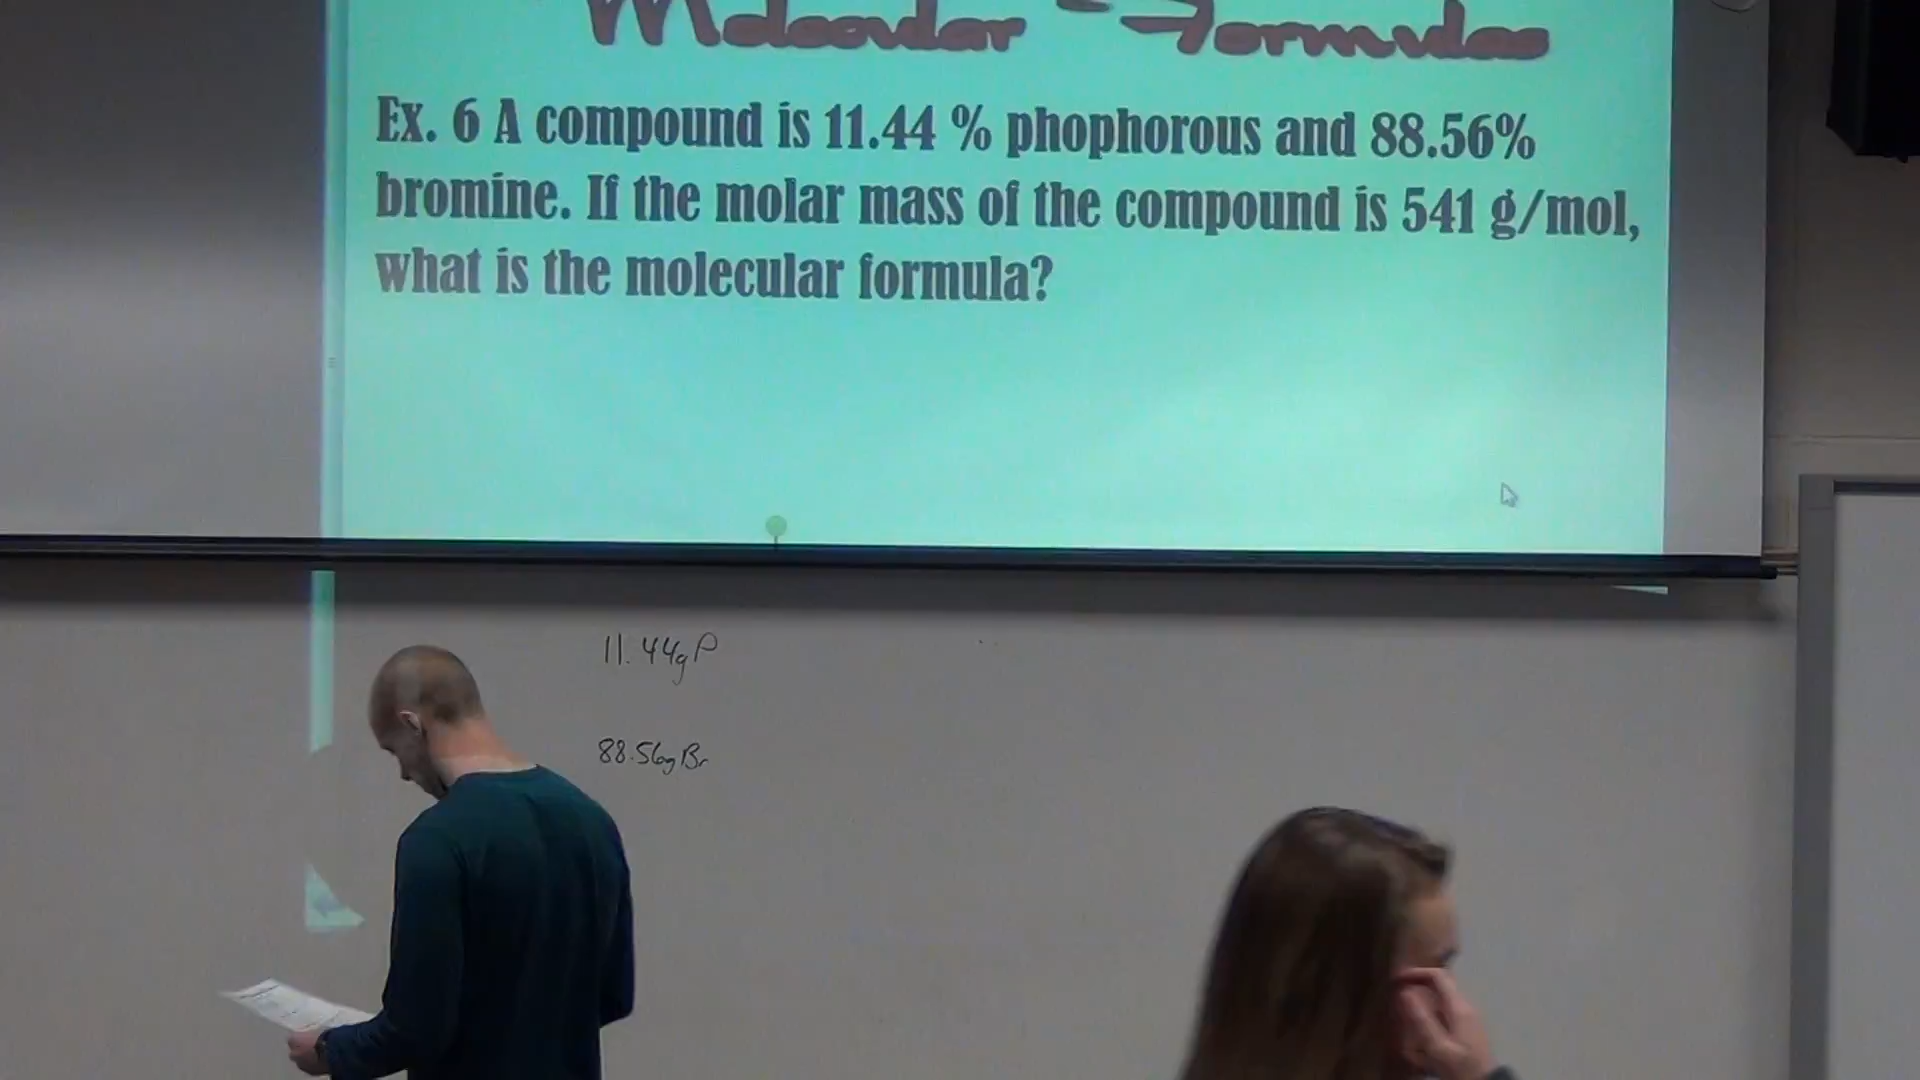 Molecular Formulas
Ex. 6 A compound is 11.44 % phophorous and 88.56%
bromine. If the molar mass of the compound is 541 g/mol,
what is the molecular formula?
11.44g P
88.56g Br